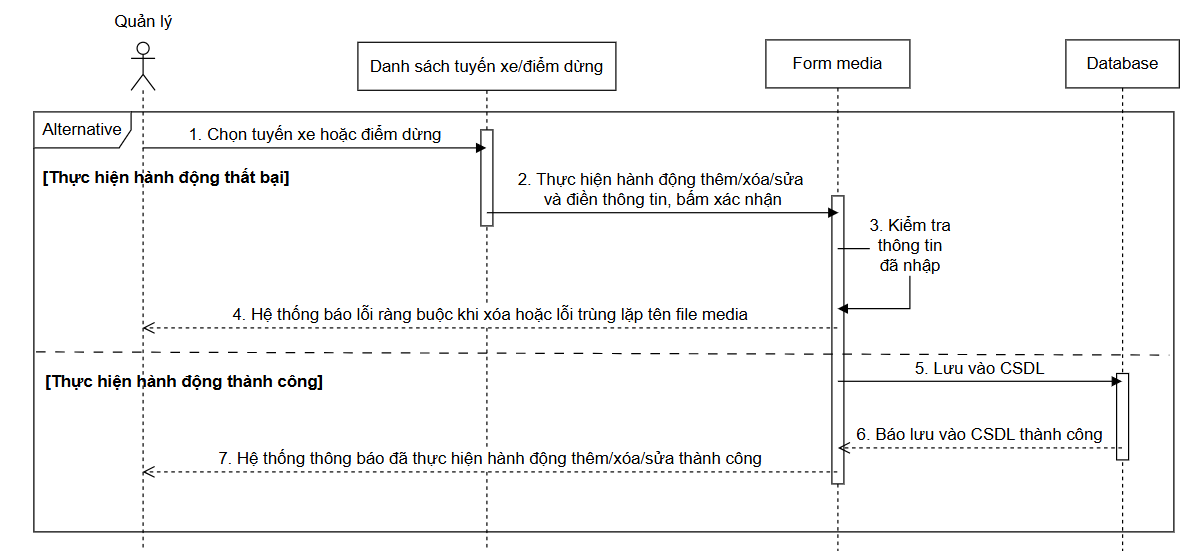 Quản lý
Danh sách tuyến xe/điểm dừng
Form media
Database
Alternative
1. Chọn tuyến xe hoặc điểm dừng
[Thực hiện hành động thất bại]
2. Thực hiện hành động thêm/xóa/sửa
và điền thông tin, bấm xác nhận
3. Kiểm tra
thông tin
đã nhập
4. Hệ thống báo lỗi ràng buộc khi xóa hoặc lỗi trùng lặp tên file media
[Thực hiện hành động thành công]
5. Lưu vào CSDL
6. Báo lưu vào CSDL thành công
7. Hệ thống thông báo đã thực hiện hành động thêm/xóa/sửa thành công